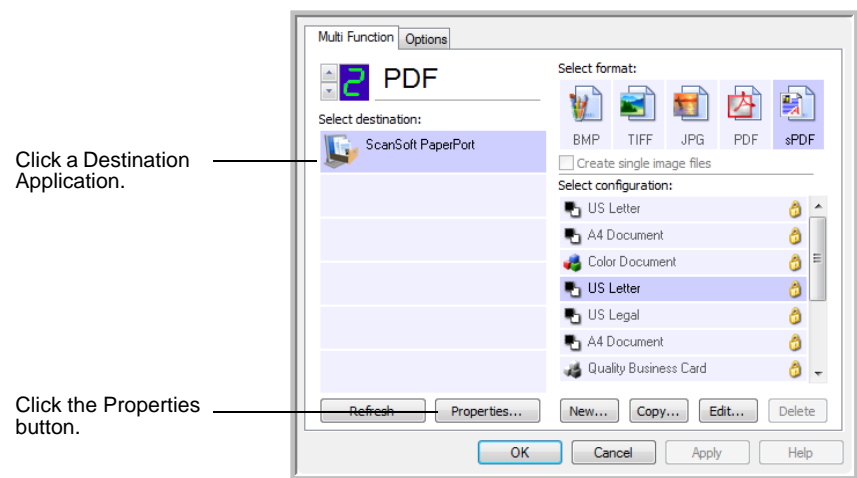 Multi Function
Options
2
PDF
Select destination:
ScanSoft PaperPort
Click a Destination
Application.
Select format:
BMP TIFF JPG PDF sPDF
Create single image files
Select configuration:
US Letter
A4 Document
Color Document
US Letter
US Legal
A4 Document
Quality Business Card
Click the Properties
button.
Refresh
Properties...
New...
Copy...
Edit...
Delete
OK
Cancel
Apply
Help